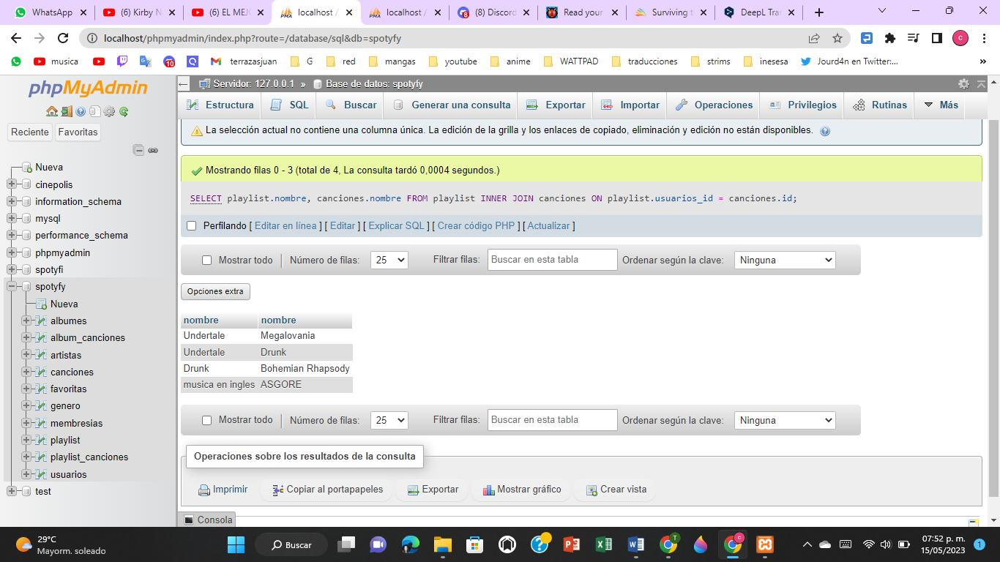 WhatsApp
(6) Kirby N
(6) EL MEJO
localhost /
localhost /
(8) Discord
Read your
Surviving t
DeepL Tra
localhost/phpmyadmin/index.php?route=/database/sql&db=spotyfy
c
musica
10
terrazasjuan
G
red
mangas
youtube
anime
WATTPAD
traducciones
strims
inesesa
Jourd4n en Twitter:...
»
phpMyAdmin
Reciente
Favoritas
Nueva
cinepolis
information_schema
mysql
performance_schema
phpmyadmin
spotyfi
spotyfy
Nueva
albumes
album_canciones
artistas
canciones
favoritas
genero
membresias
playlist
playlist_canciones
usuarios
test
Servidor: 127.0.0.1 » Base de datos: spotyfy
Estructura
SQL
Buscar
Generar una consulta
Exportar
Importar
Operaciones
Privilegios
Rutinas
Más
La selección actual no contiene una columna única. La edición de la grilla y los enlaces de copiado, eliminación y edición no están disponibles.
Mostrando filas 0 - 3 (total de 4, La consulta tardó 0,0004 segundos.)
SELECT playlist.nombre, canciones.nombre FROM playlist INNER JOIN canciones ON playlist.usuarios_id = canciones.id;
Perfilando [ Editar en línea ] [ Editar ] [ Explicar SQL ] [ Crear código PHP ] [ Actualizar ]
Mostrar todo | Número de filas: 25 Filtrar filas: Buscar en esta tabla Ordenar según la clave: Ninguna
Opciones extra
nombre nombre
Undertale Megalovania
Undertale Drunk
Drunk Bohemian Rhapsody
musica en ingles ASGORE
Mostrar todo | Número de filas: 25 Filtrar filas: Buscar en esta tabla Ordenar según la clave: Ninguna
Operaciones sobre los resultados de la consulta
Imprimir
Copiar al portapapeles
Exportar
Mostrar gráfico
Crear vista
Consola
29°C
Mayorm. soleado
Buscar
07:52 p. m.
15/05/2023
1